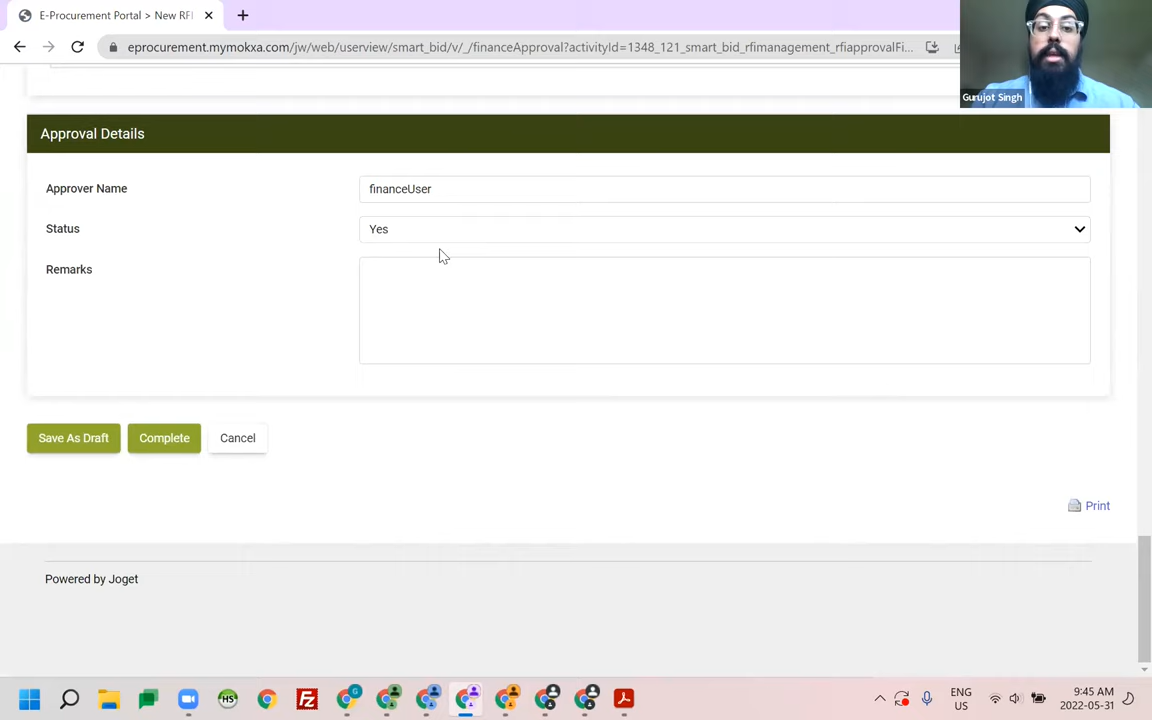 E-Procurement Portal > New RFI
eprocurement.mymokxa.com/jw/web/userview/smart_bid/v/_/financeApproval?activityId=1348_121_smart_bid_rfimanagement_rfiapprovalFi...
Gurujot Singh
Approval Details
Approver Name
financeUser
Status
Yes
Remarks
Save As Draft
Complete
Cancel
Print
Powered by Joget
G
HS
Fz
ENG
US
9:45 AM
2022-05-31